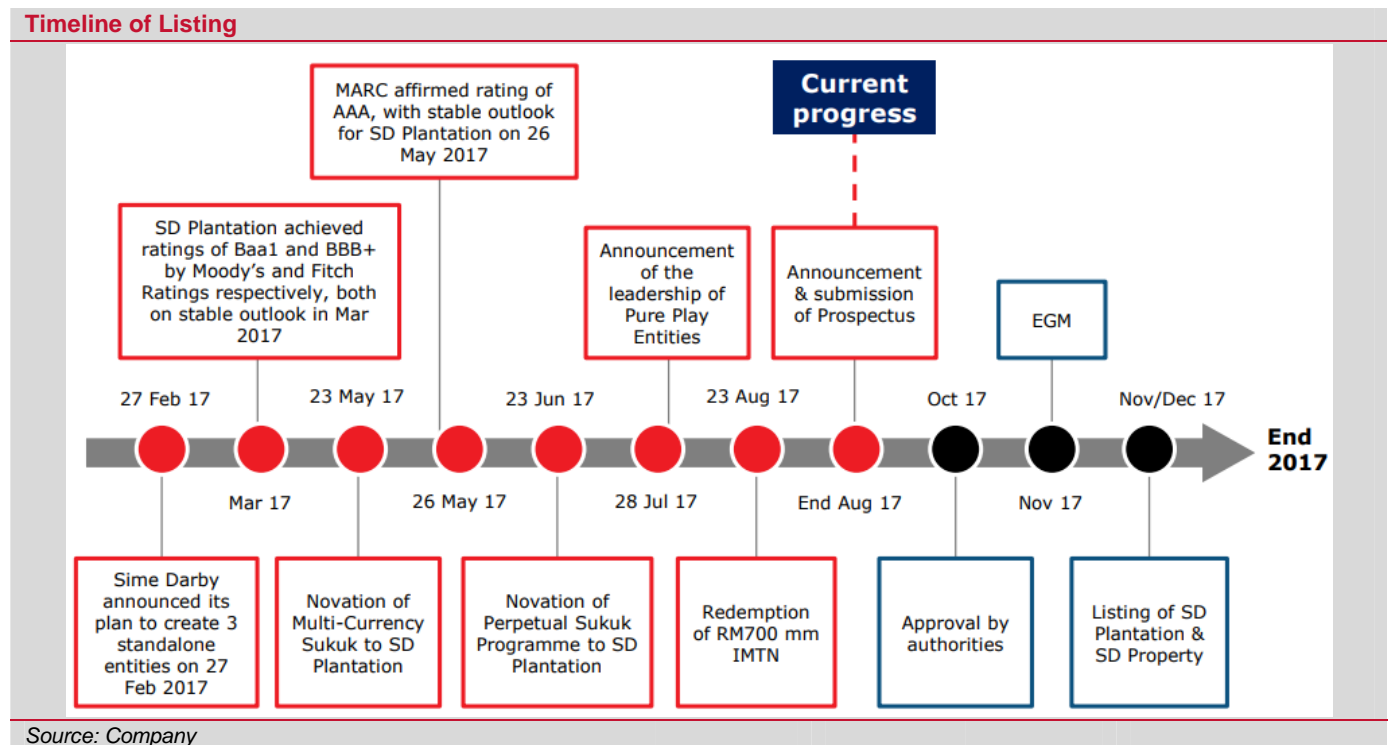 Timeline of Listing
Current
progress
MARC affirmed rating of
AAA, with stable outlook
for SD Plantation on 26
May 2017
SD Plantation achieved
ratings of Baa1 and BBB+
by Moody's and Fitch
Ratings respectively, both
on stable outlook in Mar
2017
Announcement
of the
leadership of
Pure Play
Entities
Announcement
& submission
of Prospectus
EGM
27 Feb 17
23 May 17
23 Jun 17
23 Aug 17
Oct 17
Nov/Dec 17
End
2017
Mar 17
26 May 17
28 Jul 17
End Aug 17
Nov 17
Sime Darby
announced its
plan to create 3
standalone
entities on 27
Feb 2017
Novation of
Multi-Currency
Sukuk to SD
Plantation
Novation of
Perpetual Sukuk
Programme to SD
Plantation
Redemption
of RM700 mm
IMTN
Approval by
authorities
Listing of SD
Plantation &
SD Property
Source: Company